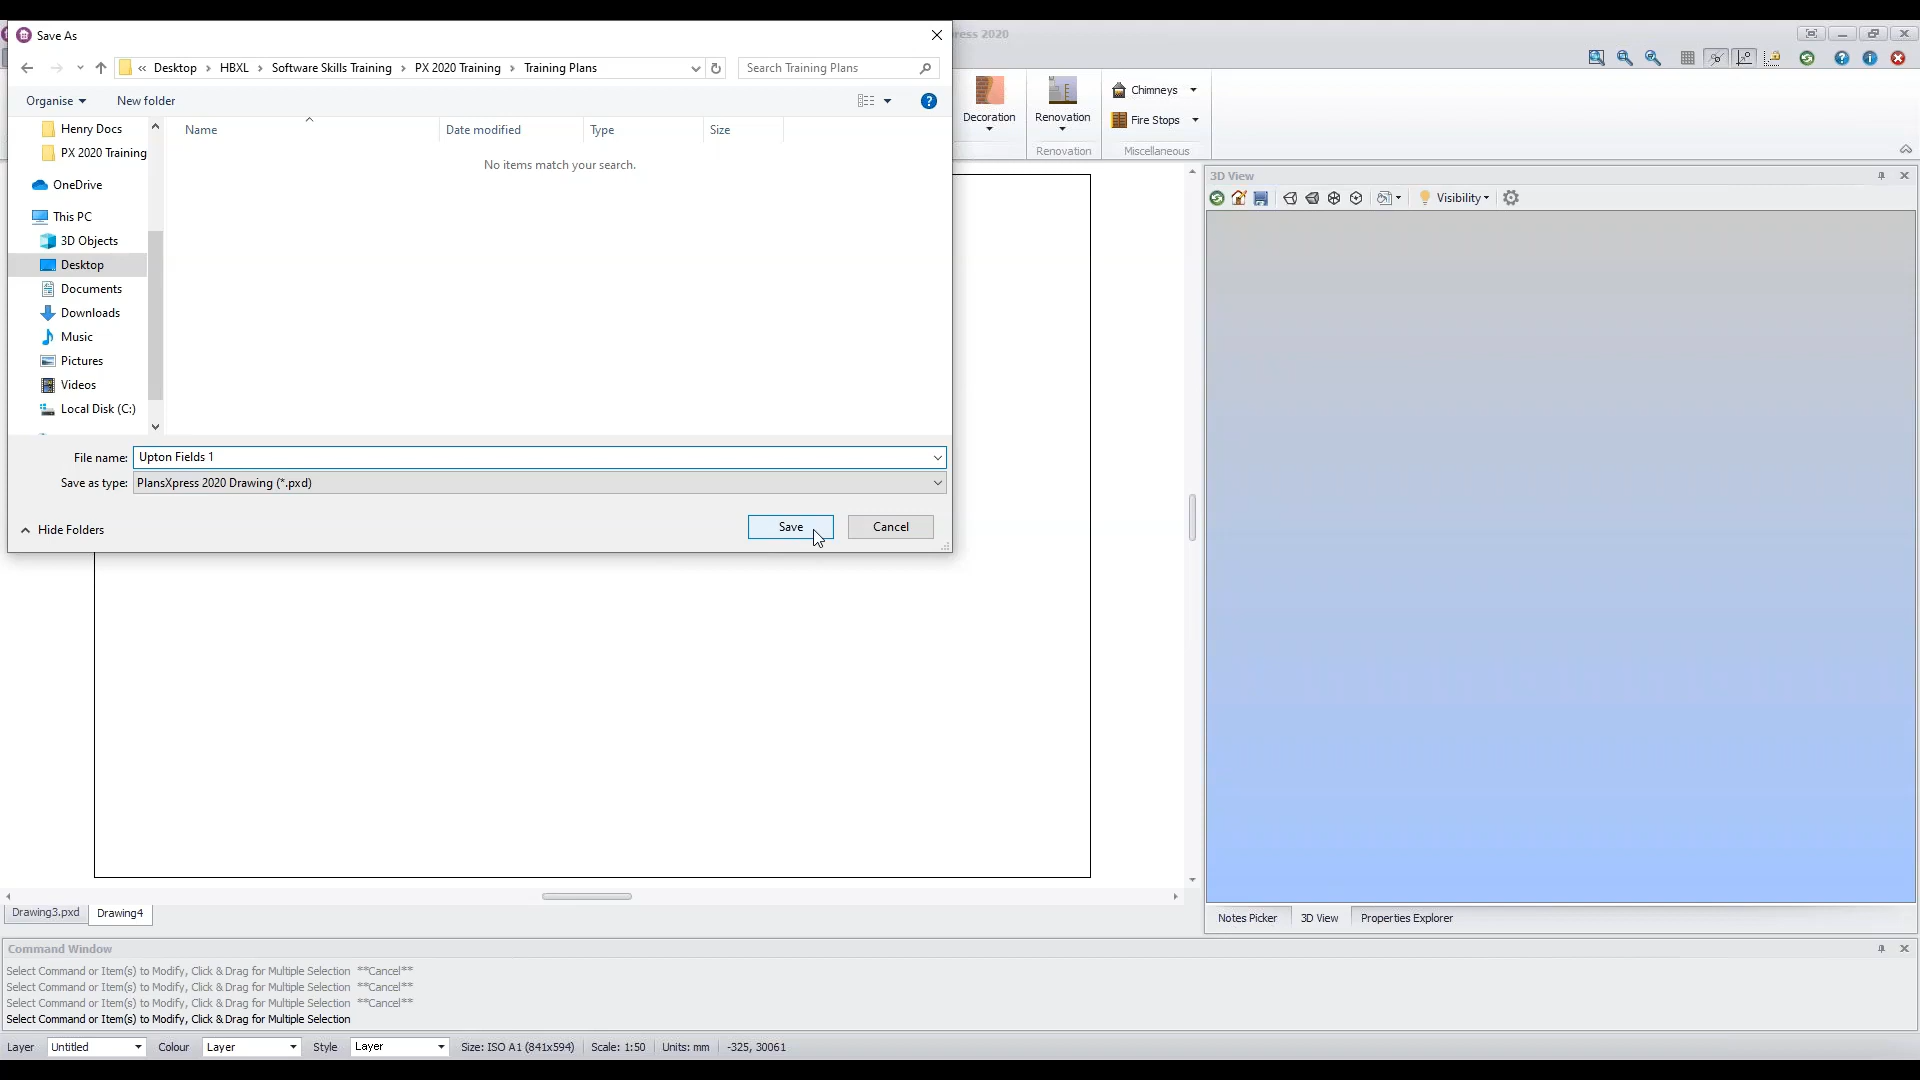 Save As
ress 2020
« Desktop > HBXL > Software Skills Training > PX 2020 Training > Training Plans
Search Training Plans
Organise
New folder
Decoration
Renovation
Chimneys
Fire Stops
Renovation
Miscellaneous
Name
Date modified
Type
Size
No items match your search.
Henry Docs
PX 2020 Training
OneDrive
This PC
3D Objects
Desktop
Documents
Downloads
Music
Pictures
Videos
Local Disk (C:)
File name: Upton Fields 1
Save as type: PlansXpress 2020 Drawing (*.pxd)
Hide Folders
Save
Cancel
3D View
Visibility
Drawing3.pxd
Drawing4
Notes Picker
3D View
Properties Explorer
Command Window
Select Command or Item(s) to Modify, Click & Drag for Multiple Selection **Cancel**
Select Command or Item(s) to Modify, Click & Drag for Multiple Selection **Cancel**
Select Command or Item(s) to Modify, Click & Drag for Multiple Selection **Cancel**
Select Command or Item(s) to Modify, Click & Drag for Multiple Selection
Layer Untitled Colour Layer Style Layer Size: ISO A1 (841x594) Scale: 1:50 Units: mm -325, 30061